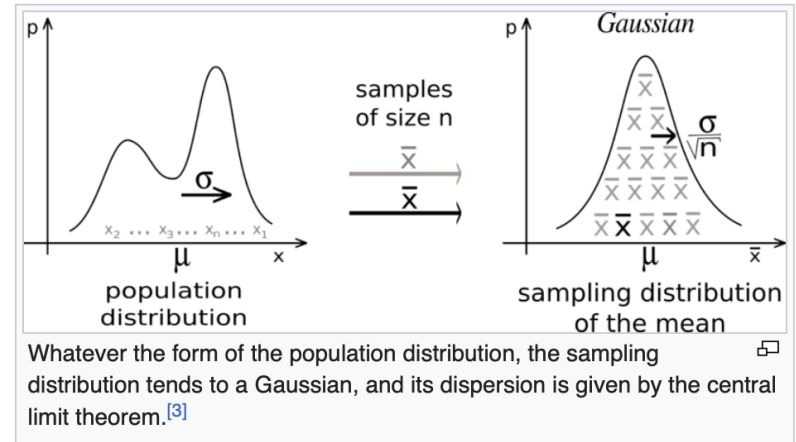 p
σ
x₂ ... x₃... xₙ... x₁
μ
x
population
distribution
samples
of size n
x̄
x̄
p
Gaussian
x̄
x̄ x̄
σ
√n
x̄ x̄ x̄
x̄ x̄ x̄ x̄
x̄ x̄ x̄ x̄ x̄
μ
x̄
sampling distribution
of the mean
Whatever the form of the population distribution, the sampling
distribution tends to a Gaussian, and its dispersion is given by the central
limit theorem.[3]